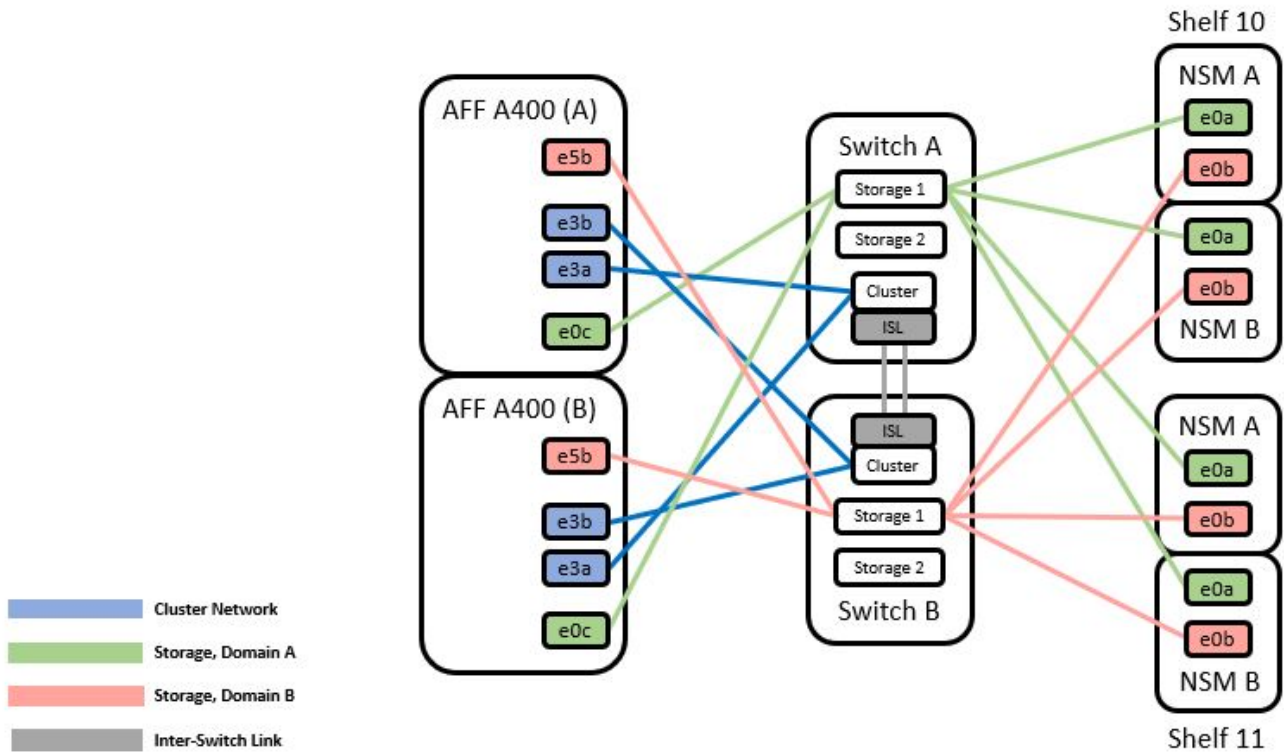 Shelf 10
AFF A400 (A)
e5b
e3b
e3a
e0c
AFF A400 (B)
e5b
e3b
e3a
e0c
Switch A
Storage 1
Storage 2
Cluster
ISL
ISL
Cluster
Storage 1
Storage 2
Switch B
NSM A
e0a
e0b
e0a
e0b
NSM B
NSM A
e0a
e0b
e0a
e0b
NSM B
Shelf 11
Cluster Network
Storage, Domain A
Storage, Domain B
Inter-Switch Link